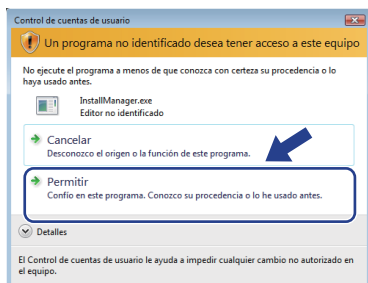 Control de cuentas de usuario
Un programa no identificado desea tener acceso a este equipo
No ejecute el programa a menos de que conozca con certeza su procedencia o lo
haya usado antes.
InstallManager.exe
Editor no identificado
Cancelar
Desconozco el origen o la función de este programa.
Permitir
Confío en este programa. Conozco su procedencia o lo he usado antes.
Detalles
El Control de cuentas de usuario le ayuda a impedir cualquier cambio no autorizado en
el equipo.